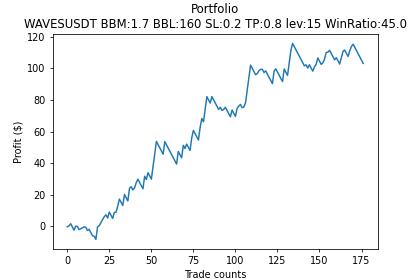 Portfolio
WAVESUSDT BBM:1.7 BBL:160 SL:0.2 TP:0.8 lev:15 WinRatio:45.0
120
100
80
60
40
20
0
Profit ($)
0 25 50 75 100 125 150 175
Trade counts